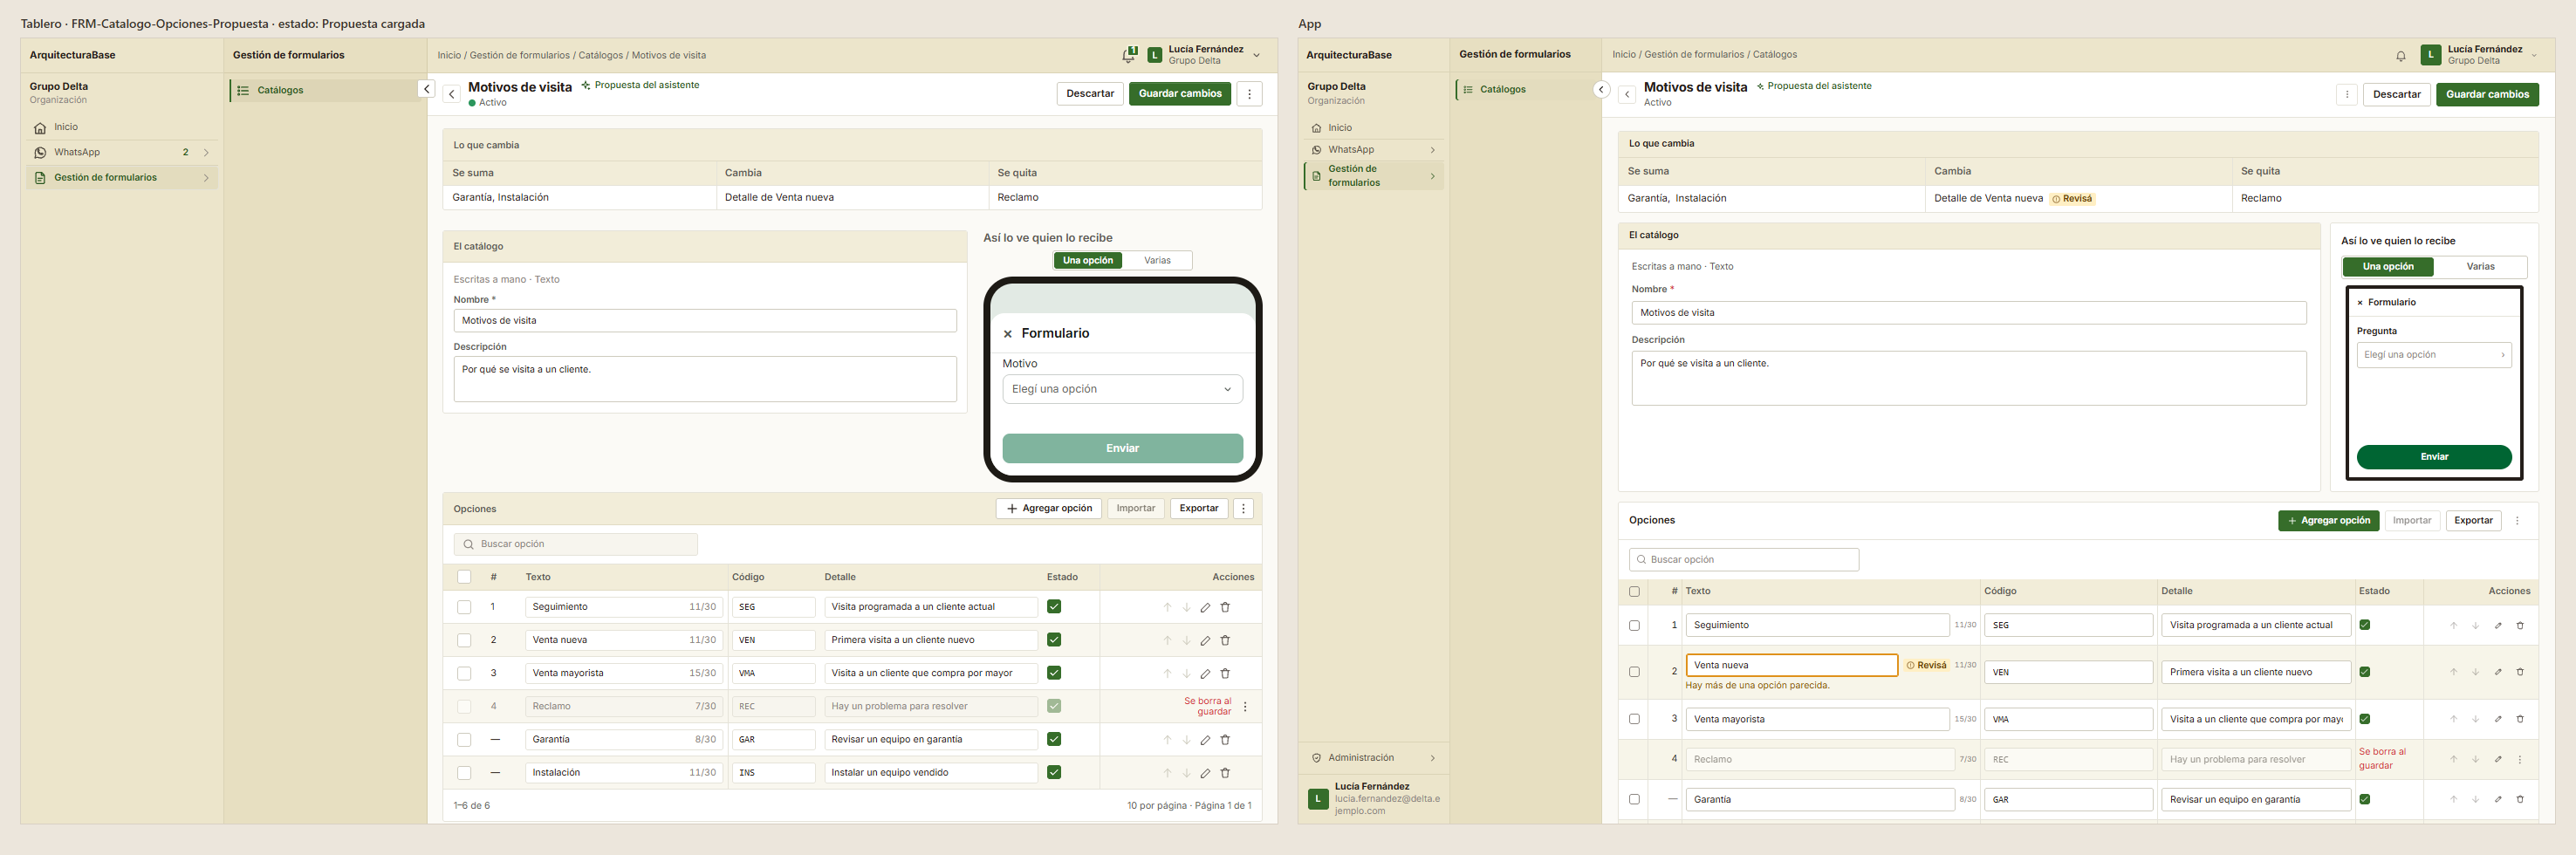 Tablero · FRM-Catalogo-Opciones-Propuesta · estado: Propuesta cargada
ArquitecturaBase
Grupo Delta
Organización
Inicio
WhatsApp 2
Gestión de formularios
Gestión de formularios
Catálogos
Inicio / Gestión de formularios / Catálogos / Motivos de visita
1
L
Lucía Fernández
Grupo Delta
Motivos de visita
Propuesta del asistente
Activo
Descartar
Guardar cambios
Lo que cambia
Se suma Cambia Se quita
Garantía, Instalación Detalle de Venta nueva Reclamo
El catálogo
Escritas a mano · Texto
Nombre *
Motivos de visita
Descripción
Por qué se visita a un cliente.
Así lo ve quien lo recibe
Una opción Varias
× Formulario
Motivo
Elegí una opción
Enviar
Opciones
+ Agregar opción Importar Exportar
Buscar opción
# Texto Código Detalle Estado Acciones
1 Seguimiento 11/30 SEG Visita programada a un cliente actual
2 Venta nueva 11/30 VEN Primera visita a un cliente nuevo
3 Venta mayorista 15/30 VMA Visita a un cliente que compra por mayor
4 Reclamo 7/30 REC Hay un problema para resolver Se borra al
guardar
— Garantía 8/30 GAR Revisar un equipo en garantía
— Instalación 11/30 INS Instalar un equipo vendido
1–6 de 6
10 por página · Página 1 de 1
App
ArquitecturaBase
Grupo Delta
Organización
Inicio
WhatsApp
Gestión de
formularios
Administración
L
Lucía Fernández
lucia.fernandez@delta.e
jemplo.com
Gestión de formularios
Catálogos
Inicio / Gestión de formularios / Catálogos
L
Lucía Fernández
Grupo Delta
Motivos de visita
Propuesta del asistente
Activo
Descartar
Guardar cambios
Lo que cambia
Se suma Cambia Se quita
Garantía, Instalación Detalle de Venta nueva Revisá Reclamo
El catálogo
Escritas a mano · Texto
Nombre *
Motivos de visita
Descripción
Por qué se visita a un cliente.
Así lo ve quien lo recibe
Una opción Varias
× Formulario
Pregunta
Elegí una opción
Enviar
Opciones
+ Agregar opción Importar Exportar
Buscar opción
# Texto Código Detalle Estado Acciones
1 Seguimiento 11/30 SEG Visita programada a un cliente actual
2 Venta nueva Revisá 11/30 VEN Primera visita a un cliente nuevo
Hay más de una opción parecida.
3 Venta mayorista 15/30 VMA Visita a un cliente que compra por mayo
4 Reclamo 7/30 REC Hay un problema para resolver Se borra al
guardar
— Garantía 8/30 GAR Revisar un equipo en garantía